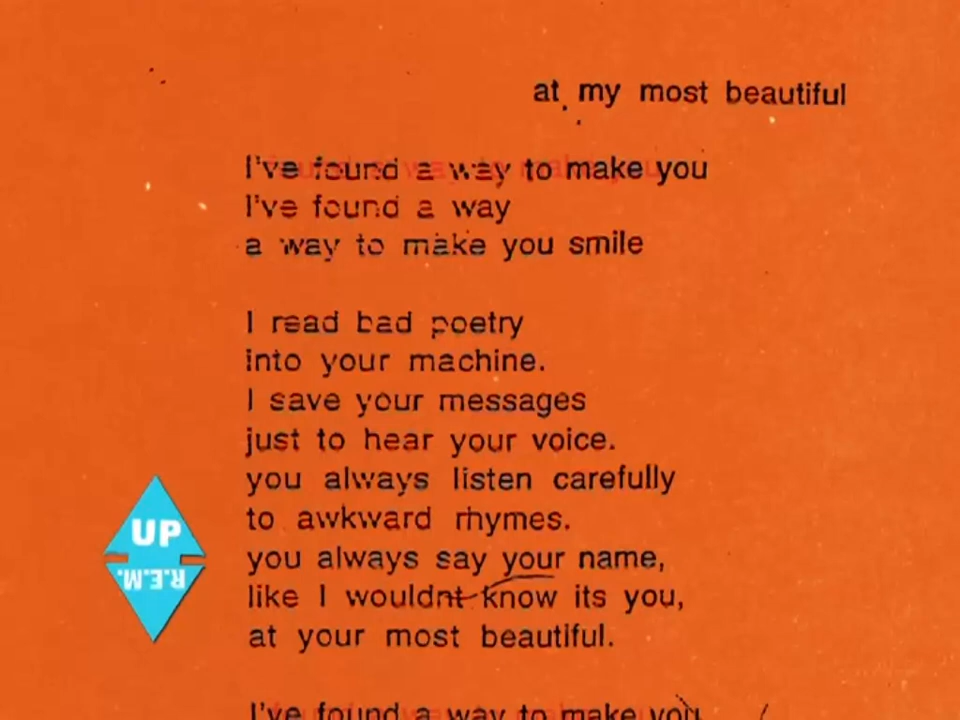 at my most beautiful
I've found a way to make you
I've found a way
a way to make you smile
I read bad poetry
into your machine.
I save your messages
just to hear your voice.
you always listen carefully
to awkward rhymes.
you always say your name,
like I wouldnt know its you,
at your most beautiful.
UP
R.E.M.
I've found a way to make you